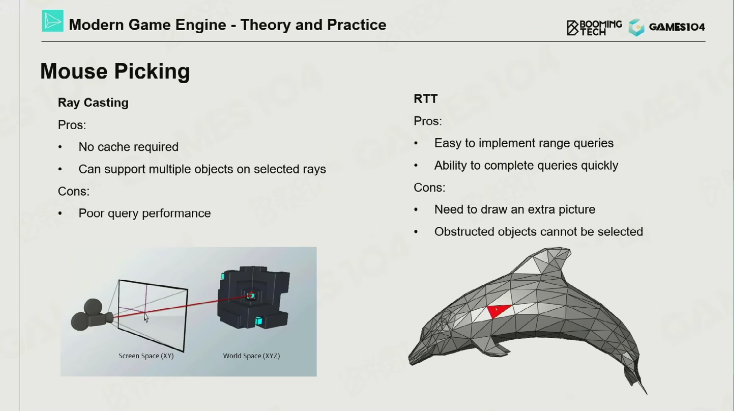 Modern Game Engine - Theory and Practice
BOOMING
TECH
GAMES104
Mouse Picking
Ray Casting
Pros:
• No cache required
• Can support multiple objects on selected rays
Cons:
• Poor query performance
Screen Space (XY)
World Space (XYZ)
RTT
Pros:
• Easy to implement range queries
• Ability to complete queries quickly
Cons:
• Need to draw an extra picture
• Obstructed objects cannot be selected